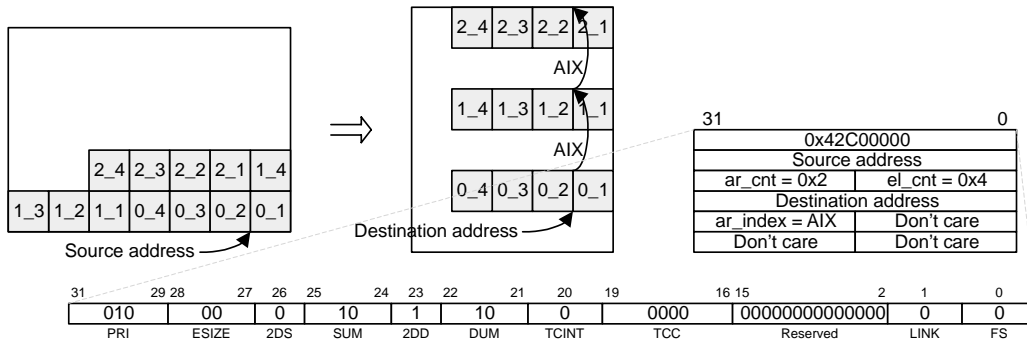 2_4 2_3 2_2 2_1
AIX
1_4 1_3 1_2 1_1
AIX
0_4 0_3 0_2 0_1
Destination address
2_4 2_3 2_2 2_1 1_4
1_3 1_2 1_1 0_4 0_3 0_2 0_1
Source address
31 0
0x42C00000
Source address
ar_cnt = 0x2 el_cnt = 0x4
Destination address
ar_index = AIX Don't care
Don't care Don't care
31 29 28 27 26 25 24 23 22 21 20 19 16 15 2 1 0
010 00 0 10 1 10 0 0000 00000000000000 0 0
PRI ESIZE 2DS SUM 2DD DUM TCINT TCC Reserved LINK FS